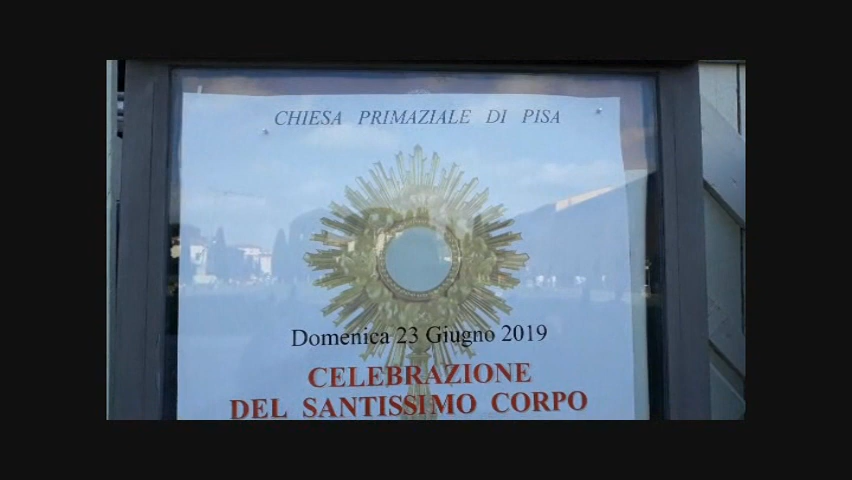 CHIESA PRIMAZIALE DI PISA
Domenica 23 Giugno 2019
CELEBRAZIONE
DEL SANTISSIMO CORPO